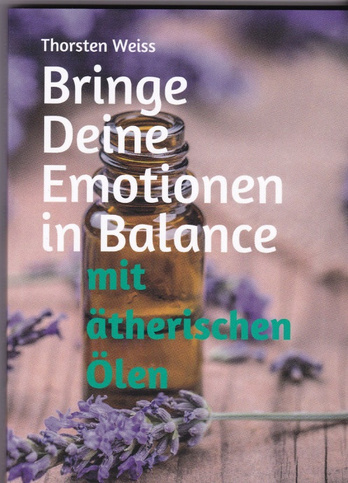 Thorsten Weiss
Bringe
Deine
Emotionen
in Balance
mit
ätherischen
Ölen